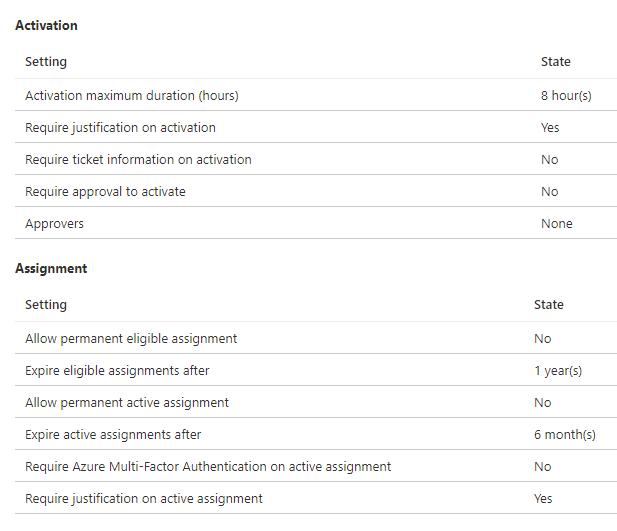 Activation
Setting State
Activation maximum duration (hours) 8 hour(s)
Require justification on activation Yes
Require ticket information on activation No
Require approval to activate No
Approvers None
Assignment
Setting State
Allow permanent eligible assignment No
Expire eligible assignments after 1 year(s)
Allow permanent active assignment No
Expire active assignments after 6 month(s)
Require Azure Multi-Factor Authentication on active assignment No
Require justification on active assignment Yes